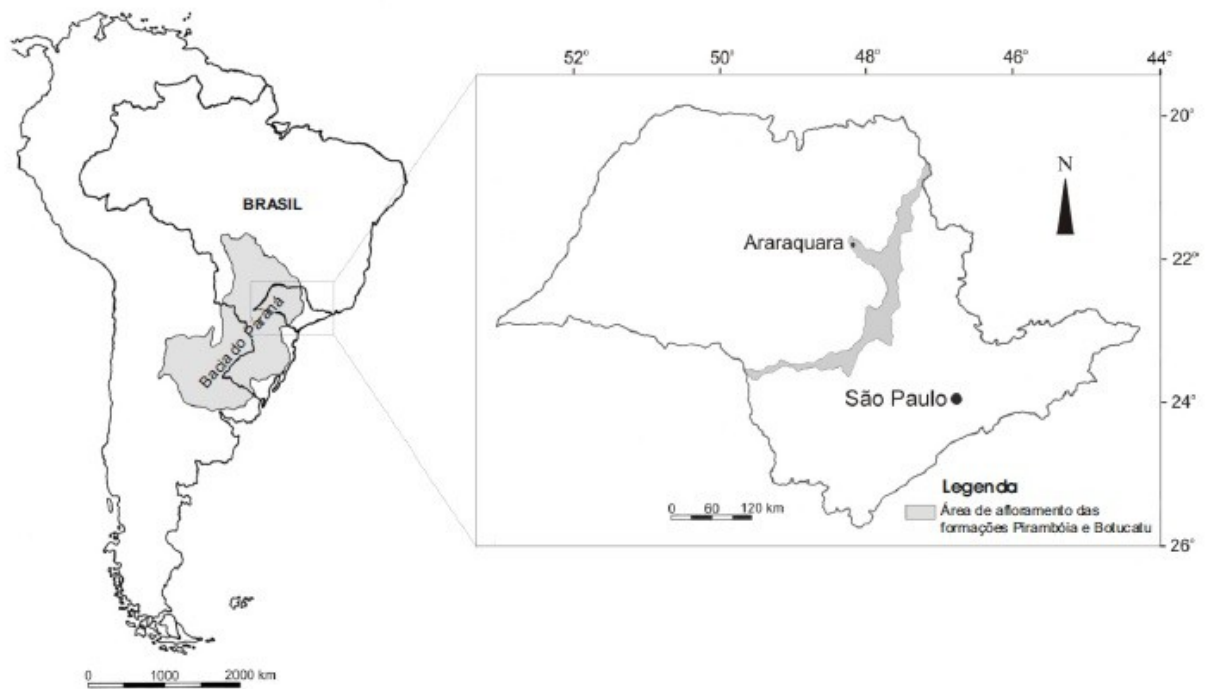 BRASIL
Bacia do Paraná
0 1000 2000 km
52° 50° 48° 46° 44°
20°
22°
24°
26°
N
Araraquara
São Paulo
0 60 120 km
Legenda
Área de afloramento das
formações Pirambóia e Botucatu